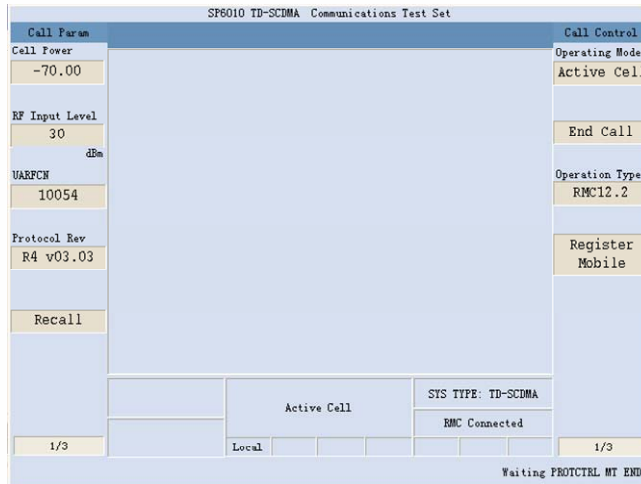 SP6010 TD-SCDMA Communications Test Set
Call Param
Call Control
Cell Power
-70.00
RF Input Level
30
dBm
UARFCN
10054
Protocol Rev
R4 v03.03
Recall
1/3
Operating Mode
Active Cel
End Call
Operation Type
RMC12.2
Register
Mobile
1/3
Active Cell
SYS TYPE: TD-SCDMA
RMC Connected
Local
Waiting PROTCTRL MT END